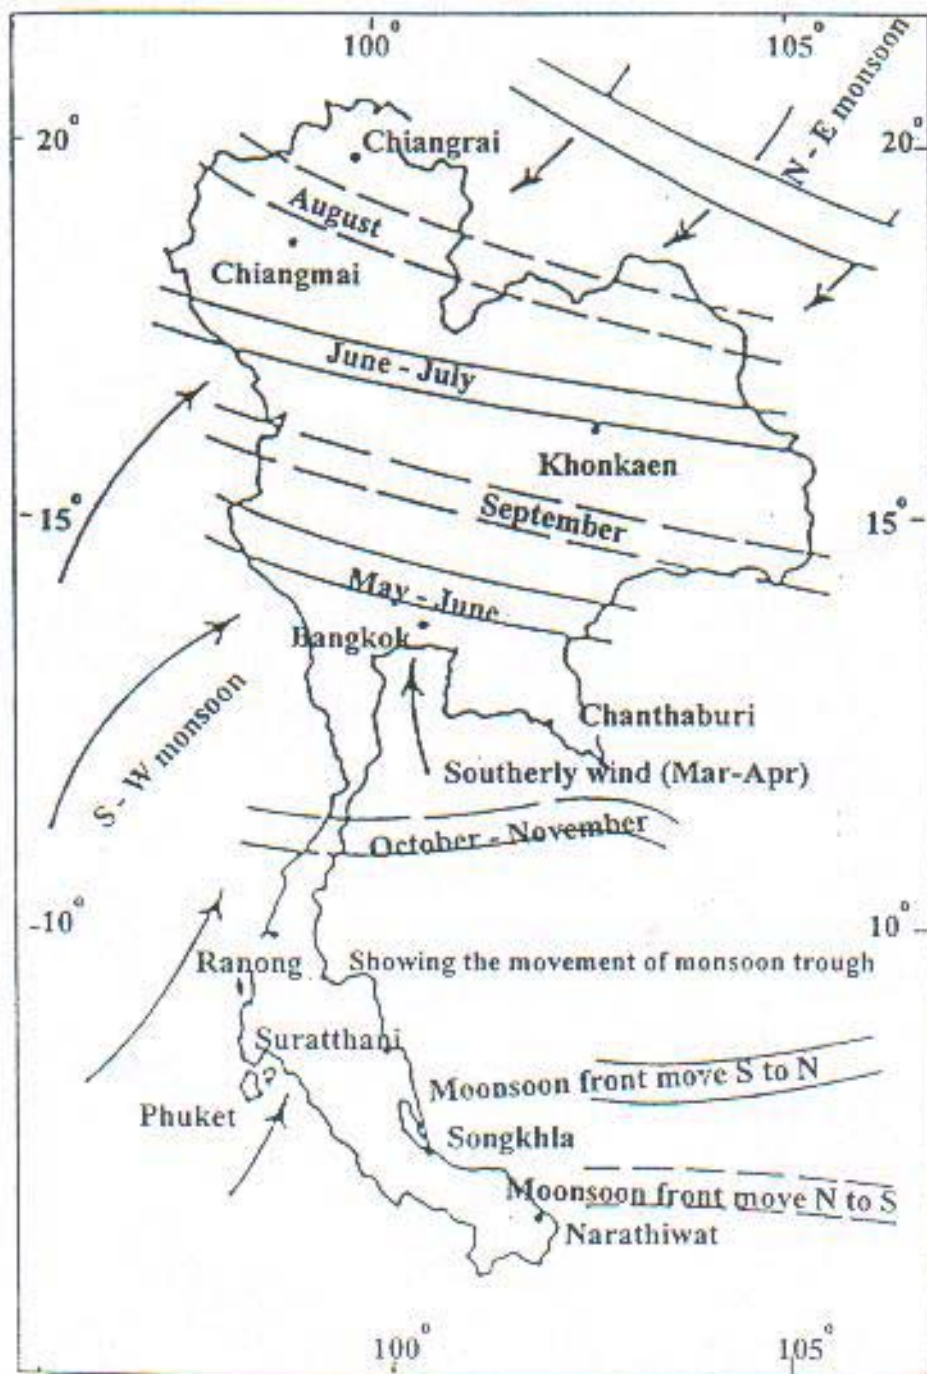 100°
105°
N - E monsoon
20°
Chiangrai
20°
August
Chiangmai
June - July
Khonkaen
15°
September
15°
May - June
Bangkok
Chanthaburi
S - W monsoon
Southerly wind (Mar-Apr)
October - November
10°
10°
Ranong
Showing the movement of monsoon trough
Suratthani
Moonsoon front move S to N
Phuket
Songkhla
Moonsoon front move N to S
Narathiwat
100°
105°